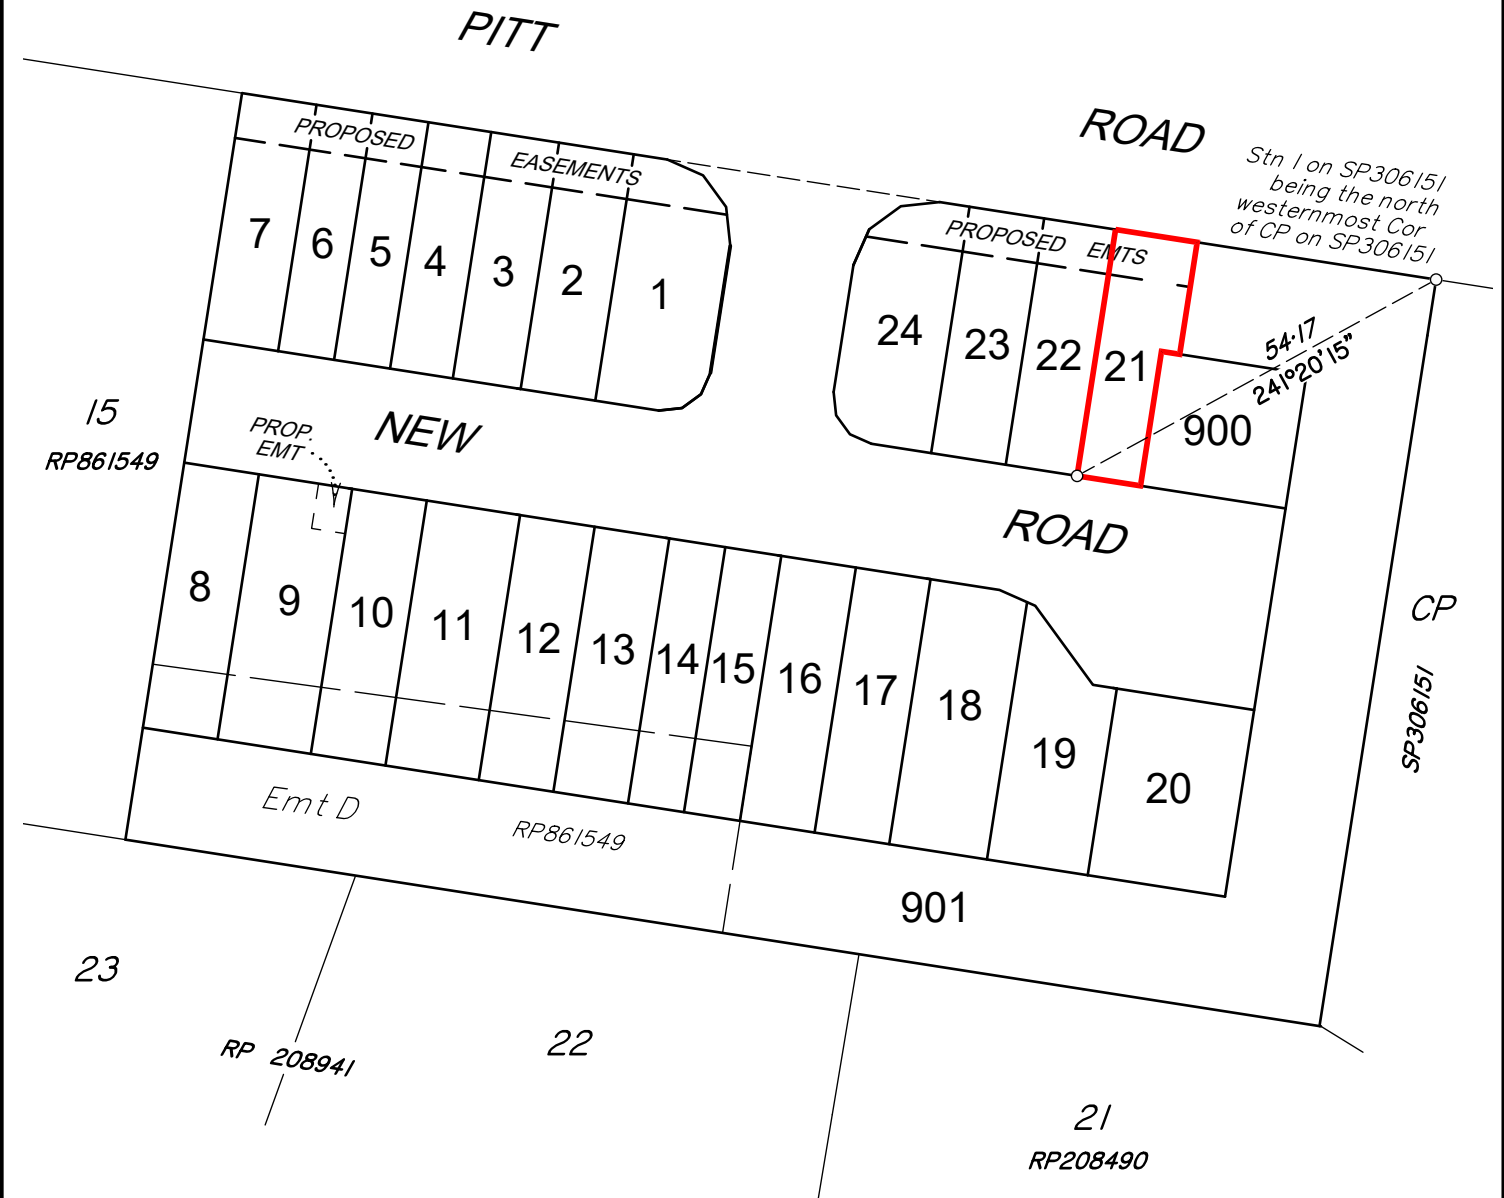 PITT
ROAD
Stn 1 on SP306151
being the north
westernmost Cor
of CP on SP306151
PROPOSED
EASEMENTS
PROPOSED EMTS
7
6
5
4
3
2
1
24
23
22
21
54·17
241°20'15"
900
15
RP861549
PROP.
EMT
NEW
ROAD
8
9
10
11
12
13
14
15
16
17
18
19
20
CP
SP306151
Emt D
RP861549
901
23
22
RP 208941
21
RP208490